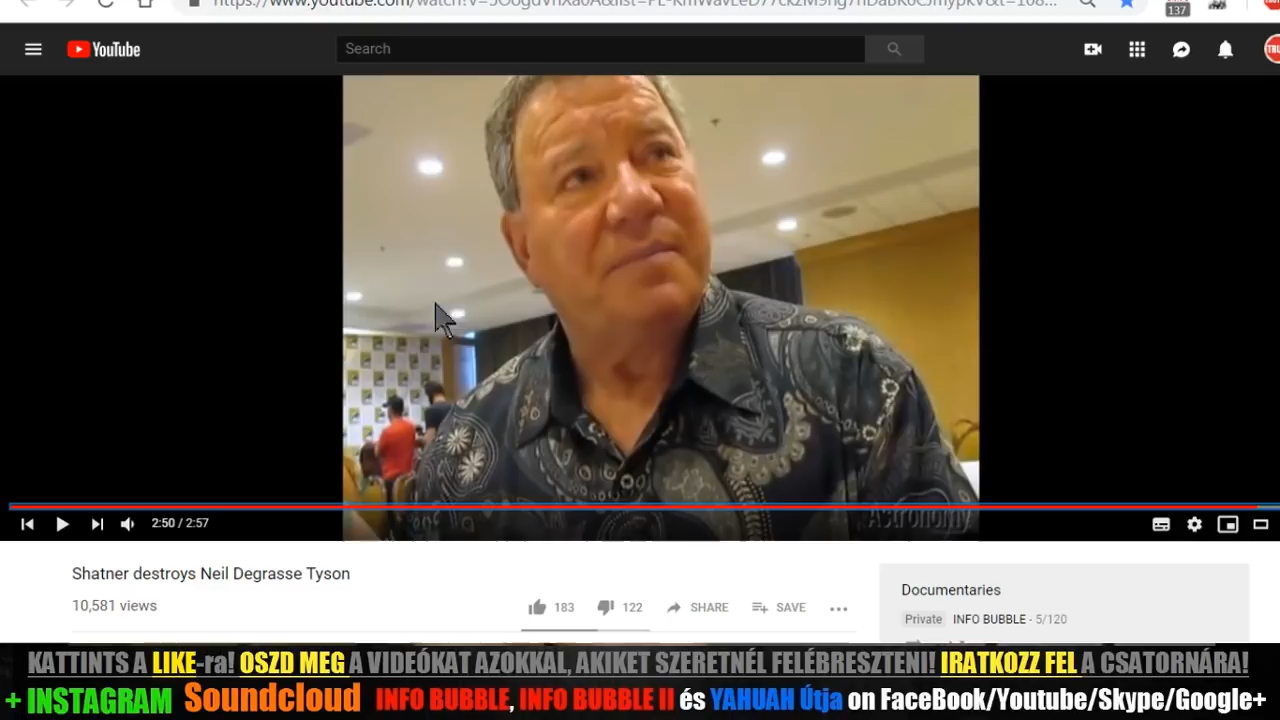 YouTube
Search
137
Astronomy
2:50 / 2:57
Shatner destroys Neil Degrasse Tyson
10,581 views
183
122
SHARE
SAVE
Documentaries
Private INFO BUBBLE - 5/120
KATTINTS A LIKE-ra! OSZD MEG A VIDEÓKAT AZOKKAL, AKIKET SZERETNÉL FELÉBRESZTENI! IRATKOZZ FEL A CSATORNÁRA!
+ INSTAGRAM Soundcloud INFO BUBBLE, INFO BUBBLE II és YAHUAH Útja on FaceBook/Youtube/Skype/Google+